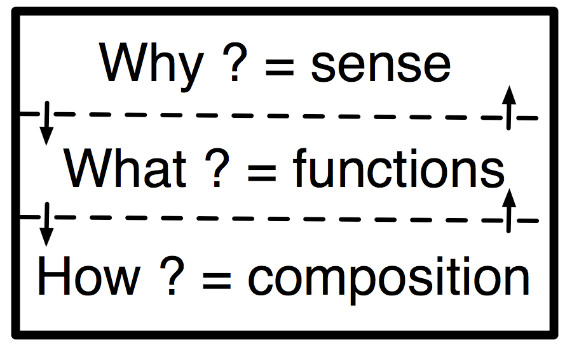 Why ? = sense
What ? = functions
How ? = composition